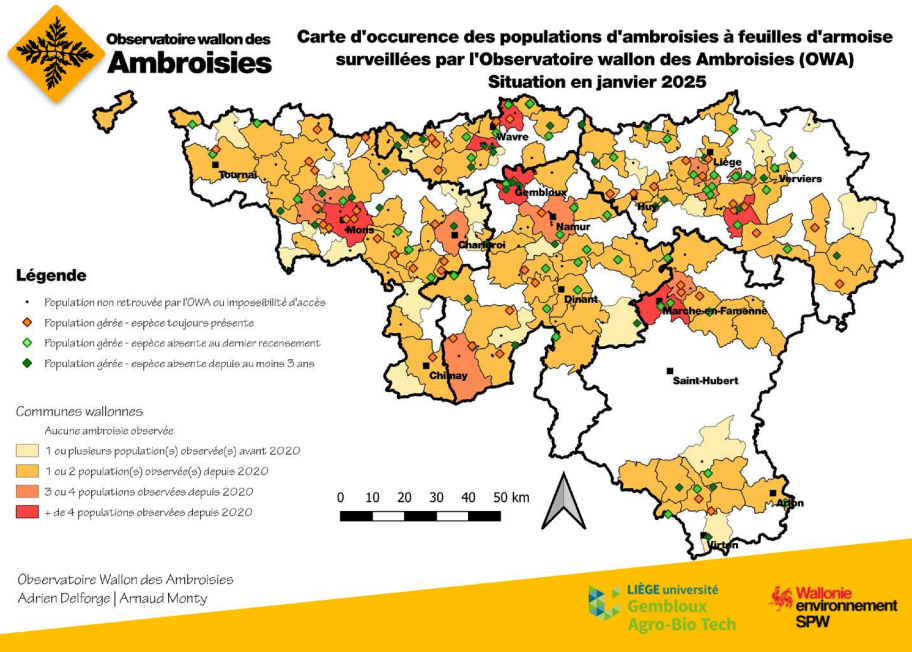 Observatoire wallon des
Ambroisies
Carte d'occurence des populations d'ambroisies à feuilles d'armoise
surveillées par l'Observatoire wallon des Ambroisies (OWA)
Situation en janvier 2025
Wavre
Liège
Tournai
Verviers
Gembloux
Huy
Mons
Namur
Charleroi
Légende
Population non retrouvée par l'OWA ou impossibilité d'accès
Population gérée - espèce toujours présente
Population gérée - espèce absente au dernier recensement
Population gérée - espèce absente depuis au moins 3 ans
Dinant
Marche-en-Famenne
Chimay
Saint-Hubert
Communes wallonnes
Aucune ambroisie observée
1 ou plusieurs population(s) observée(s) avant 2020
1 ou 2 population(s) observée(s) depuis 2020
3 ou 4 populations observées depuis 2020
+ de 4 populations observées depuis 2020
0 10 20 30 40 50 km
Arlon
Virton
Observatoire Wallon des Ambroisies
Adrien Delforge | Arnaud Monty
LIÈGE université
Gembloux
Agro-Bio Tech
Wallonie
environnement
SPW